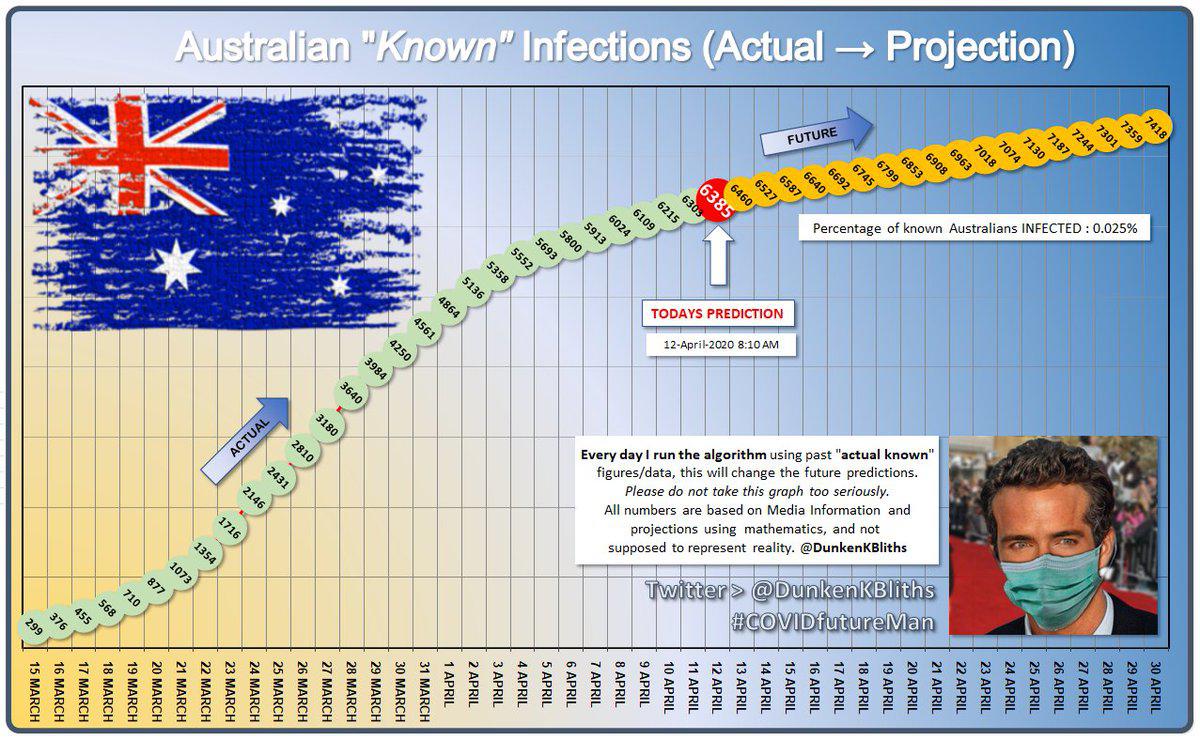 Australian "Known" Infections (Actual → Projection)
FUTURE
7418
7359
7301
7244
7187
7130
7074
7018
6963
6908
6853
6799
6745
6692
6640
6587
6527
6460
6385
6303
6215
6109
6024
5913
5800
5693
5552
5358
5136
4864
4561
4250
3984
3640
3180
2810
2431
2146
1716
1354
1073
877
710
568
455
376
299
Percentage of known Australians INFECTED : 0.025%
TODAYS PREDICTION
12-April-2020 8:10 AM
ACTUAL
Every day I run the algorithm using past "actual known"
figures/data, this will change the future predictions.
Please do not take this graph too seriously.
All numbers are based on Media Information and
projections using mathematics, and not
supposed to represent reality. @DunkenKBliths
Twitter > @DunkenKBliths
#COVIDfutureMan
15 MARCH
16 MARCH
17 MARCH
18 MARCH
19 MARCH
20 MARCH
21 MARCH
22 MARCH
23 MARCH
24 MARCH
25 MARCH
26 MARCH
27 MARCH
28 MARCH
29 MARCH
30 MARCH
31 MARCH
1 APRIL
2 APRIL
3 APRIL
4 APRIL
5 APRIL
6 APRIL
7 APRIL
8 APRIL
9 APRIL
10 APRIL
11 APRIL
12 APRIL
13 APRIL
14 APRIL
15 APRIL
16 APRIL
17 APRIL
18 APRIL
19 APRIL
20 APRIL
21 APRIL
22 APRIL
23 APRIL
24 APRIL
25 APRIL
26 APRIL
27 APRIL
28 APRIL
29 APRIL
30 APRIL